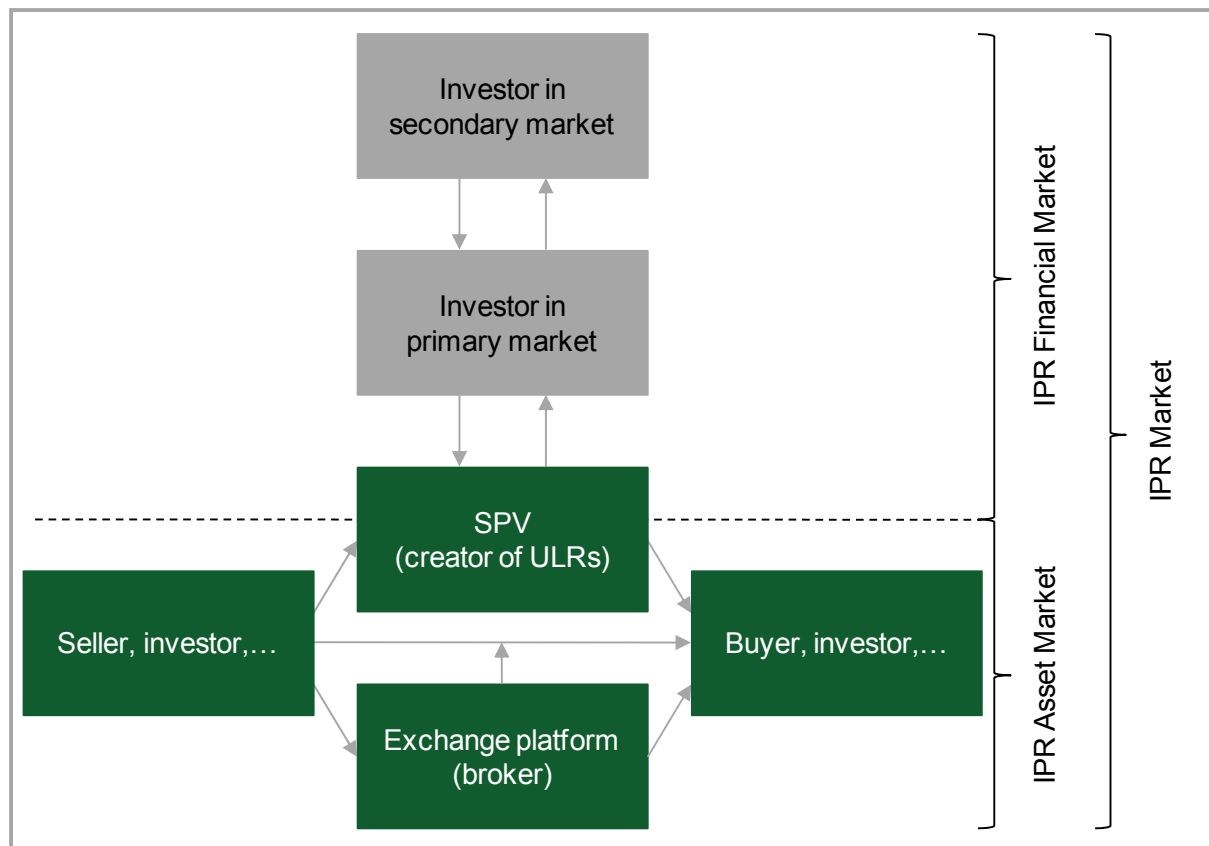 Investor in
secondary market
Investor in
primary market
SPV
(creator of ULRs)
Seller, investor,…
Buyer, investor,…
Exchange platform
(broker)
IPR Financial Market
IPR Asset Market
IPR Market